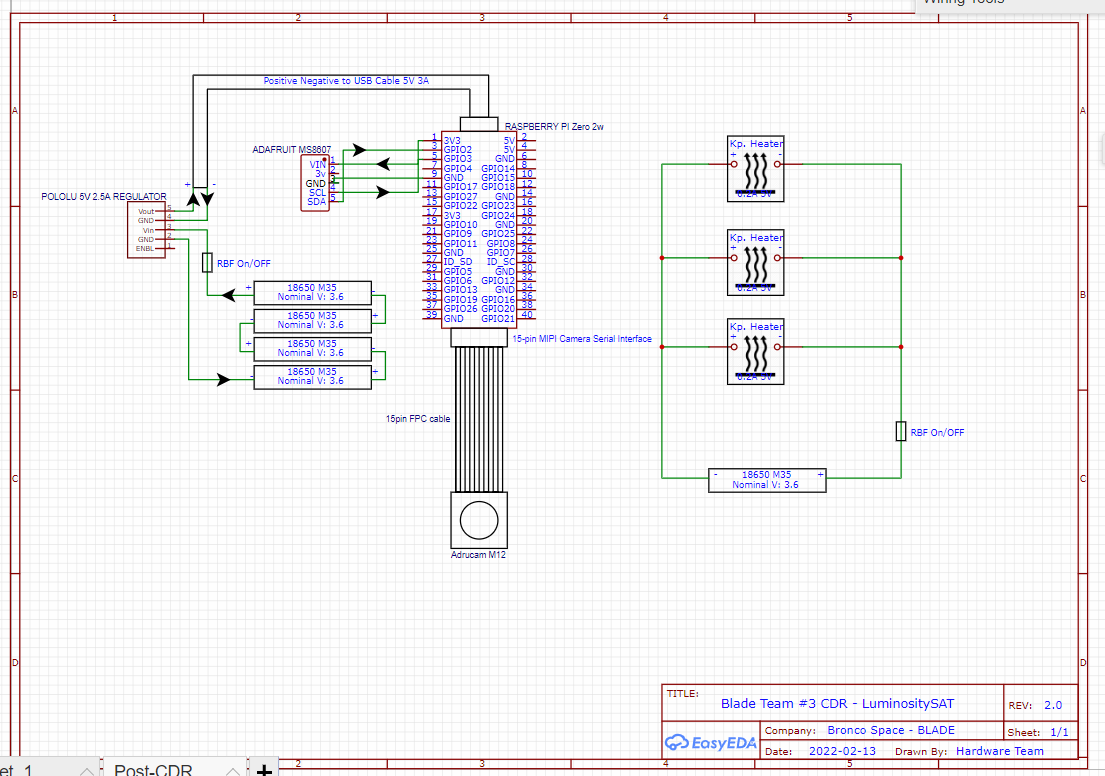 Wiring Tools
1 2 3 4 5
A A
B B
C C
D D
Positive Negative to USB Cable 5V 3A
RASPBERRY PI Zero 2w
ADAFRUIT MS8607
VIN 1
3v 2
GND 3
SCL 4
SDA 5
POLOLU 5V 2.5A REGULATOR
+ -
Vout 5
GND 4
Vin 3
GND 2
ENBL 1
RBF On/OFF
1 3V3 5V 2
3 GPIO2 5V 4
5 GPIO3 GND 6
7 GPIO4 GPIO14 8
9 GND GPIO15 10
11 GPIO17 GPIO18 12
13 GPIO27 GND 14
15 GPIO22 GPIO23 16
17 3V3 GPIO24 18
19 GPIO10 GND 20
21 GPIO9 GPIO25 22
23 GPIO11 GPIO8 24
25 GND GPIO7 26
27 ID_SD ID_SC 28
29 GPIO5 GND 30
31 GPIO6 GPIO12 32
33 GPIO13 GND 34
35 GPIO19 GPIO16 36
37 GPIO26 GPIO20 38
39 GND GPIO21 40
+ 18650 M35 -
Nominal V: 3.6
- 18650 M35 +
Nominal V: 3.6
+ 18650 M35 -
Nominal V: 3.6
- 18650 M35 +
Nominal V: 3.6
15-pin MIPI Camera Serial Interface
15pin FPC cable
Adrucam M12
Kp. Heater
+ -
0.2A 5V
Kp. Heater
+ -
0.2A 5V
Kp. Heater
+ -
0.2A 5V
RBF On/OFF
- 18650 M35 +
Nominal V: 3.6
TITLE:
Blade Team #3 CDR - LuminositySAT
REV: 2.0
EasyEDA
Company: Bronco Space - BLADE
Sheet: 1/1
Date: 2022-02-13 Drawn By: Hardware Team
2 3 4 5
et_1
Post-CDR
+